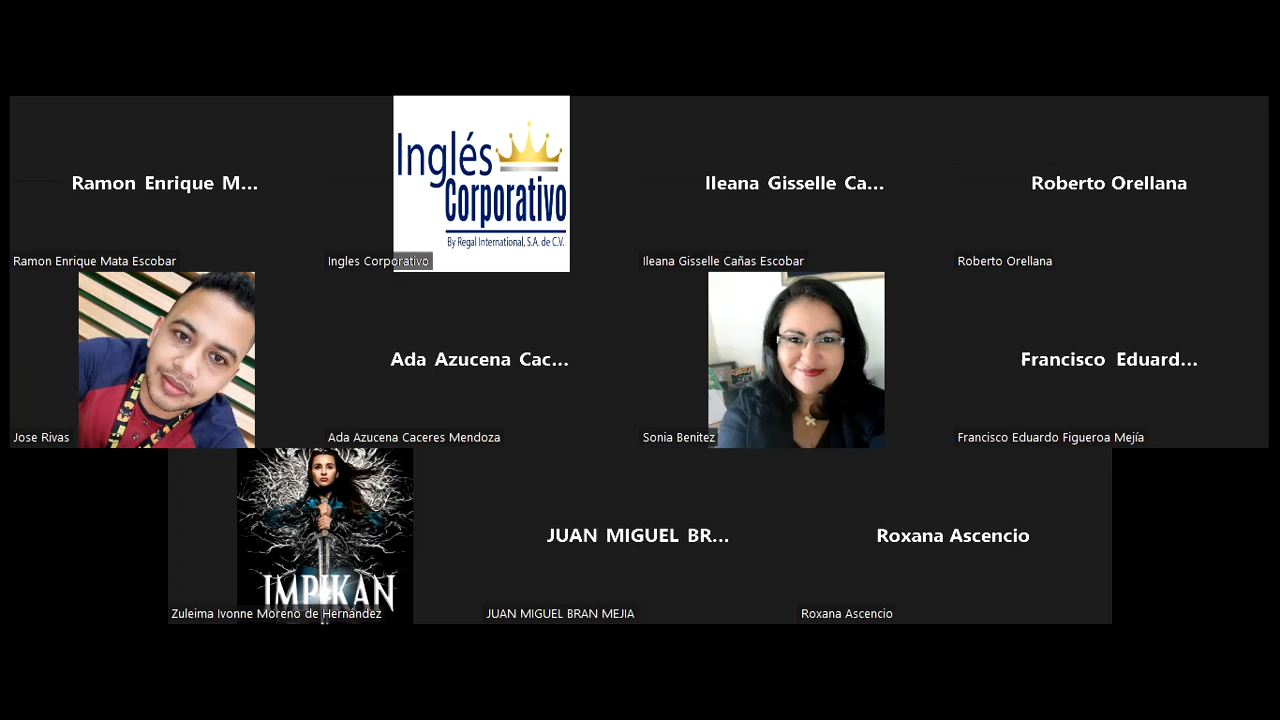 Ramon Enrique M...
Inglés
Corporativo
By Regal International, S.A. de C.V.
Ileana Gisselle Ca...
Roberto Orellana
Ramon Enrique Mata Escobar
Ingles Corporativo
Ileana Gisselle Cañas Escobar
Roberto Orellana
Ada Azucena Cac...
Francisco Eduard...
Jose Rivas
Ada Azucena Caceres Mendoza
Sonia Benitez
Francisco Eduardo Figueroa Mejía
IMPIKAN
JUAN MIGUEL BR...
Roxana Ascencio
Zuleima Ivonne Moreno de Hernández
JUAN MIGUEL BRAN MEJIA
Roxana Ascencio